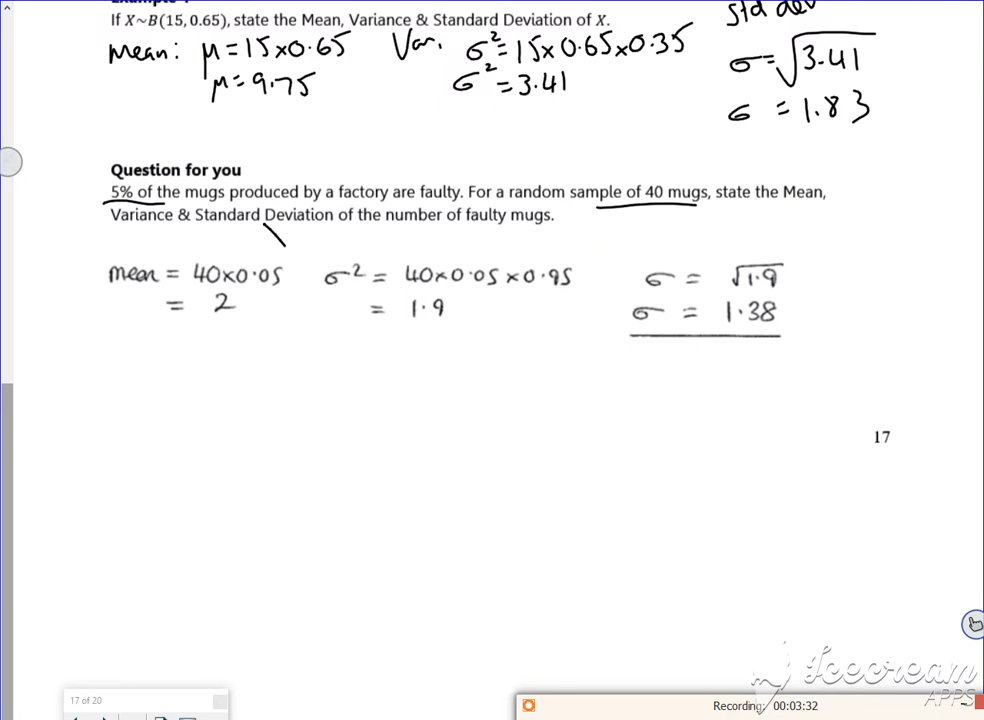 If X~B(15, 0.65), state the Mean, Variance & Standard Deviation of X.
std dev
mean: μ = 15×0.65 Var. σ² = 15×0.65×0.35 σ = √3.41
μ = 9.75 σ² = 3.41 σ = 1.83
Question for you
5% of the mugs produced by a factory are faulty. For a random sample of 40 mugs, state the Mean,
Variance & Standard Deviation of the number of faulty mugs.
mean = 40×0.05 σ² = 40×0.05×0.95 σ = √1.9
= 2 = 1.9 σ = 1.38
17
Icecream
APPS
17 of 20
Recording: 00:03:32